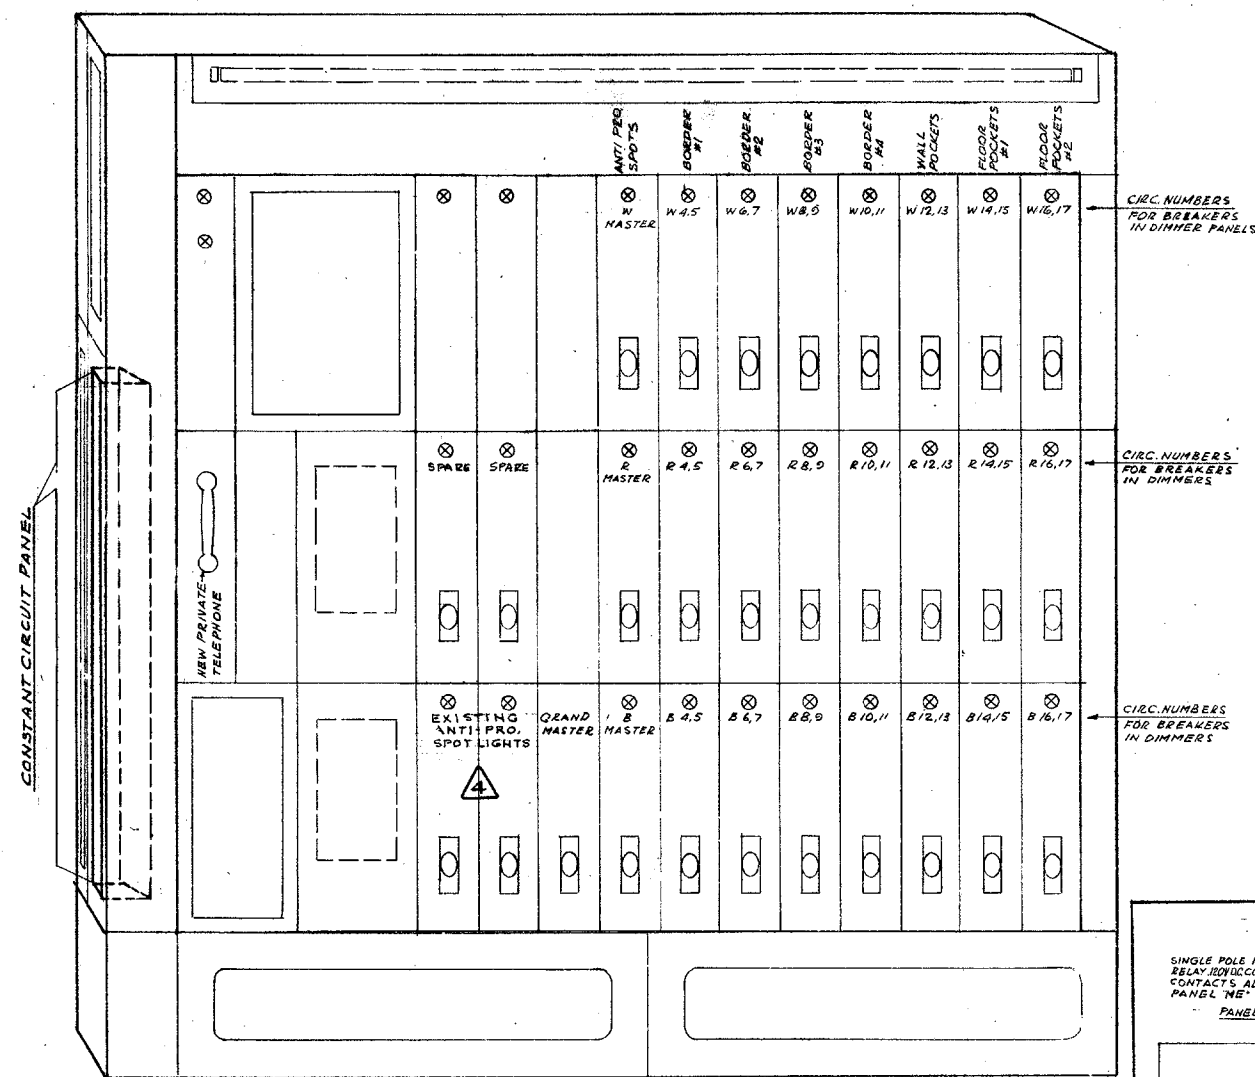 ANTI PRO.
SPOTS
BORDER
#1
BORDER
#2
BORDER
#3
BORDER
#4
WALL
POCKETS
FLOOR
POCKETS
#1
FLOOR
POCKETS
#2
W
MASTER
W 4,5
W 6,7
W 8,9
W 10,11
W 12,13
W 14,15
W 16,17
CIRC. NUMBERS
FOR BREAKERS
IN DIMMER PANELS
SPARE
SPARE
R
MASTER
R 4,5
R 6,7
R 8,9
R 10,11
R 12,13
R 14,15
R 16,17
CIRC. NUMBERS
FOR BREAKERS
IN DIMMERS
CONSTANT CIRCUIT PANEL
NEW PRIVATE
TELEPHONE
EXISTING
ANTI-PRO.
SPOT LIGHTS
4
GRAND
MASTER
B
MASTER
B 4,5
B 6,7
B 8,9
B 10,11
B 12,13
B 14,15
B 16,17
CIRC. NUMBERS
FOR BREAKERS
IN DIMMERS
SINGLE POLE
RELAY, 120V DC
CONTACTS
PANEL "ME"
PANEL